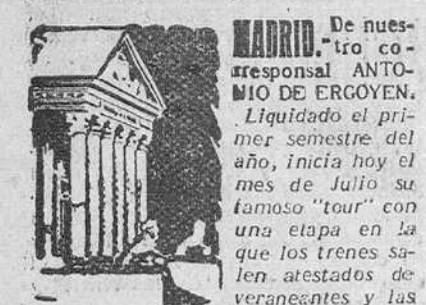 MADRID.-De nues-
tro co-
rresponsal ANTO-
NIO DE ERGOYEN.
Liquidado el pri-
mer semestre del
año, inicia hoy el
mes de Julio su
famoso "tour" con
una etapa en la
que los trenes sa-
len atestados de
veraneantes y las